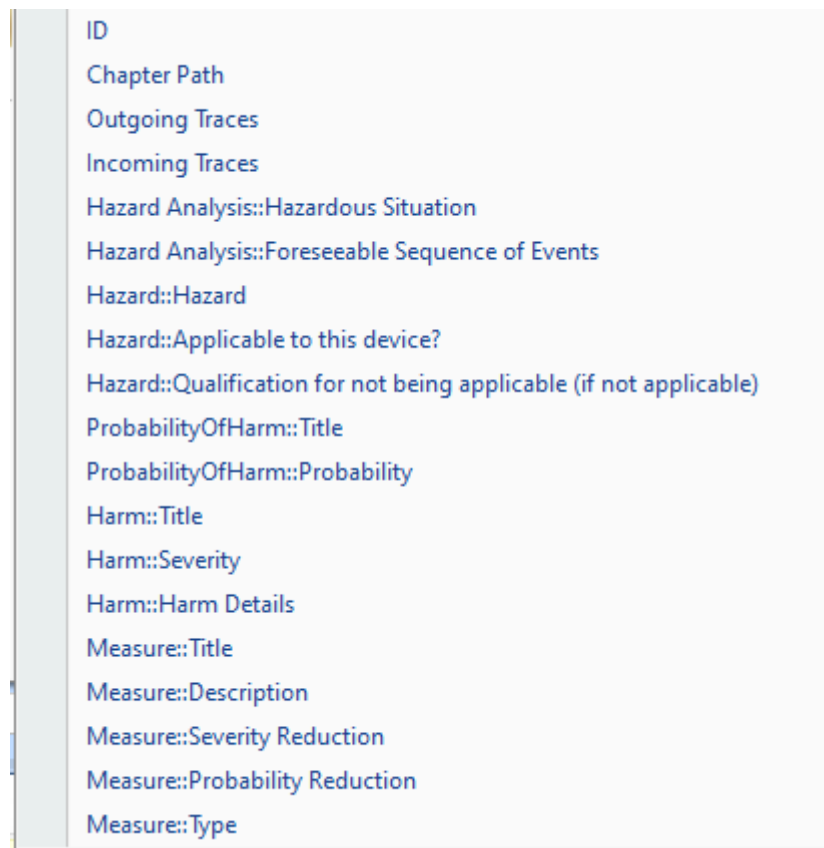 ID
Chapter Path
Outgoing Traces
Incoming Traces
Hazard Analysis::Hazardous Situation
Hazard Analysis::Foreseeable Sequence of Events
Hazard::Hazard
Hazard::Applicable to this device?
Hazard::Qualification for not being applicable (if not applicable)
ProbabilityOfHarm::Title
ProbabilityOfHarm::Probability
Harm::Title
Harm::Severity
Harm::Harm Details
Measure::Title
Measure::Description
Measure::Severity Reduction
Measure::Probability Reduction
Measure::Type